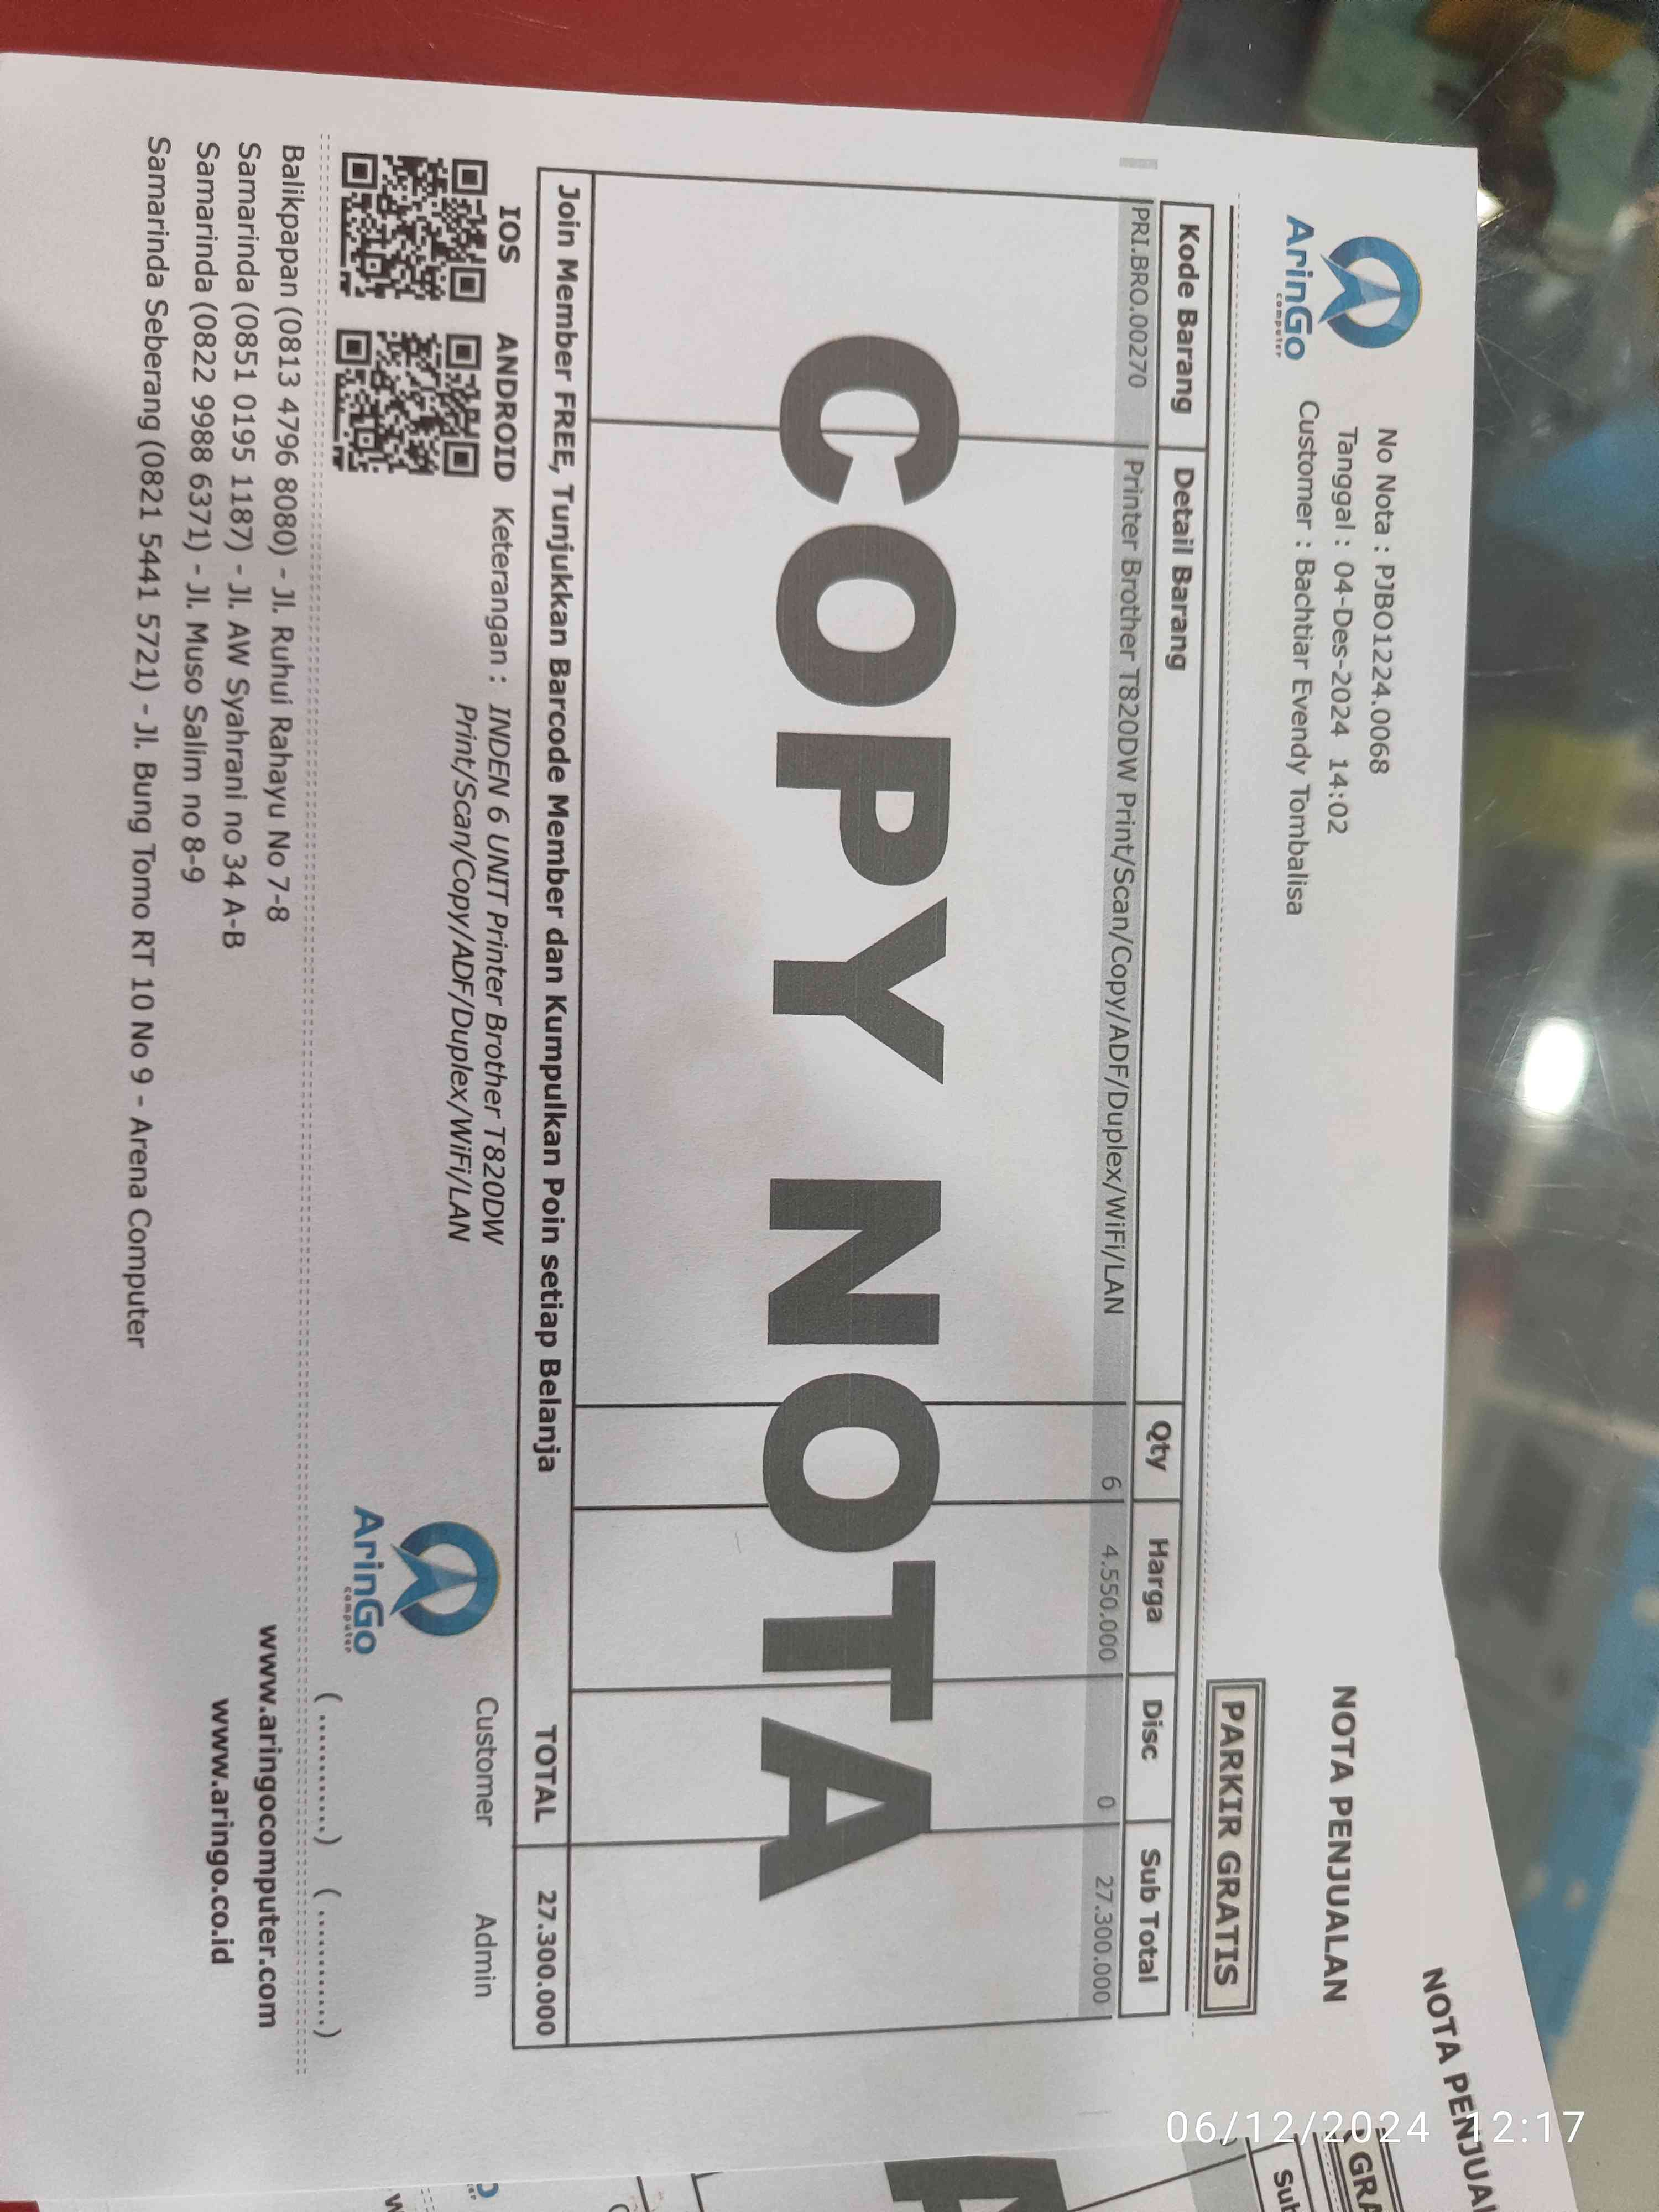 AringGo
computer
No Nota : PJBO1224.0068
Tanggal : 04-Des-2024 14:02
Customer : Bachtiar Evendy Tombalisa
NOTA PENJUALAN
PARKIR GRATIS
Kode Barang Detail Barang Qty Harga Disc Sub Total
PRI.BRO.00270 Printer Brother T820DW Print/Scan/Copy/ADF/Duplex/WiFi/LAN 6 4.550.000 0 27.300.000
COPY NOTA
Join Member FREE, Tunjukkan Barcode Member dan Kumpulkan Poin setiap Belanja TOTAL 27.300.000
IOS ANDROID Keterangan : INDEN 6 UNIT Printer Brother T820DW
Print/Scan/Copy/ADF/Duplex/WiFi/LAN
ArinGo
computer
Customer Admin
(...........) (...........)
Balikpapan (0813 4796 8080) - Jl. Ruhui Rahayu No 7-8
Samarinda (0851 0195 1187) - Jl. AW Syahrani no 34 A-B
Samarinda (0822 9988 6371) - Jl. Muso Salim no 8-9
Samarinda Seberang (0821 5441 5721) - Jl. Bung Tomo RT 10 No 9 - Arena Computer
www.aringocomputer.com
www.aringo.co.id
NOTA PENJUA
GRA
Sub
06/12/2024 12:17